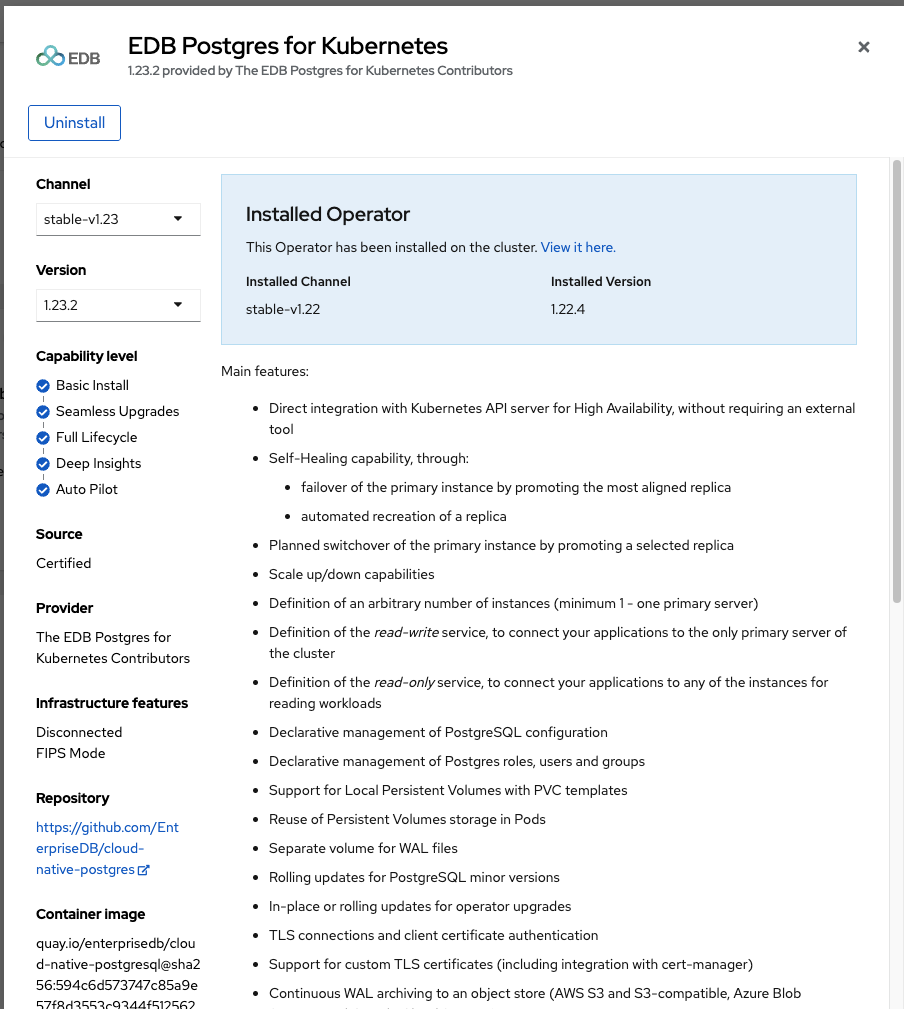 EDB
EDB Postgres for Kubernetes
1.23.2 provided by The EDB Postgres for Kubernetes Contributors
Uninstall
Channel
stable-v1.23
Version
1.23.2
Capability level
Basic Install
Seamless Upgrades
Full Lifecycle
Deep Insights
Auto Pilot
Source
Certified
Provider
The EDB Postgres for
Kubernetes Contributors
Infrastructure features
Disconnected
FIPS Mode
Repository
https://github.com/Ent
erpriseDB/cloud-
native-postgres
Container image
quay.io/enterprisedb/clou
d-native-postgresql@sha2
56:594c6d573747c85a9e
57f8d3553c9344f512562
Installed Operator
This Operator has been installed on the cluster. View it here.
Installed Channel
stable-v1.22
Installed Version
1.22.4
Main features:
• Direct integration with Kubernetes API server for High Availability, without requiring an external
tool
• Self-Healing capability, through:
• failover of the primary instance by promoting the most aligned replica
• automated recreation of a replica
• Planned switchover of the primary instance by promoting a selected replica
• Scale up/down capabilities
• Definition of an arbitrary number of instances (minimum 1 - one primary server)
• Definition of the read-write service, to connect your applications to the only primary server of
the cluster
• Definition of the read-only service, to connect your applications to any of the instances for
reading workloads
• Declarative management of PostgreSQL configuration
• Declarative management of Postgres roles, users and groups
• Support for Local Persistent Volumes with PVC templates
• Reuse of Persistent Volumes storage in Pods
• Separate volume for WAL files
• Rolling updates for PostgreSQL minor versions
• In-place or rolling updates for operator upgrades
• TLS connections and client certificate authentication
• Support for custom TLS certificates (including integration with cert-manager)
• Continuous WAL archiving to an object store (AWS S3 and S3-compatible, Azure Blob